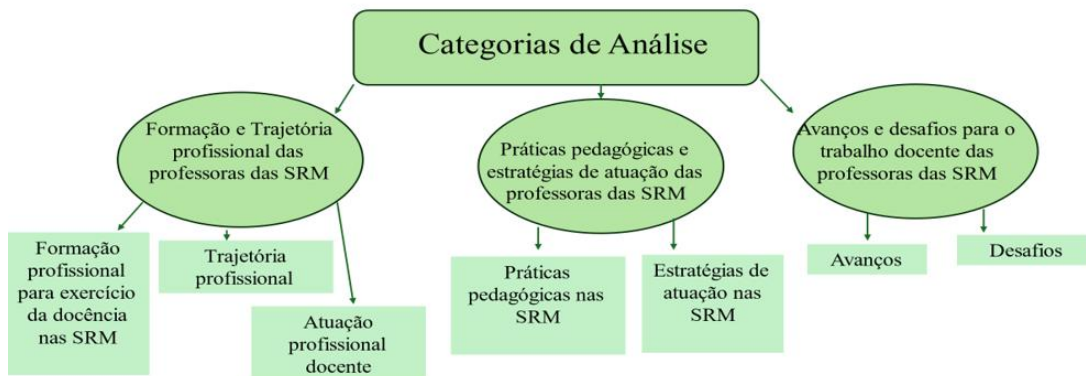 Categorias de Análise
Formação e Trajetória
profissional das
professoras das SRM
Práticas pedagógicas e
estratégias de atuação das
professoras das SRM
Avanços e desafios para o
trabalho docente das
professoras das SRM
Formação
profissional
para exercício
da docência
nas SRM
Trajetória
profissional
Atuação
profissional
docente
Práticas
pedagógicas nas
SRM
Estratégias de
atuação nas
SRM
Avanços
Desafios